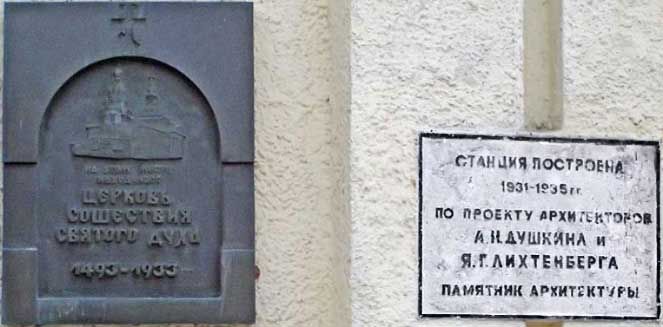 НА ЭТОМ МЕСТЕ
НАХОДИЛАСЬ
ЦЕРКОВЬ
СОШЕСТВИЯ
СВЯТОГО ДУХА
1493-1933
СТАНЦИЯ ПОСТРОЕНА
1931-1935 гг.
ПО ПРОЕКТУ АРХИТЕКТОРОВ
А.Н.ДУШКИНА И
Я.Г.ЛИХТЕНБЕРГА
ПАМЯТНИК АРХИТЕКТУРЫ